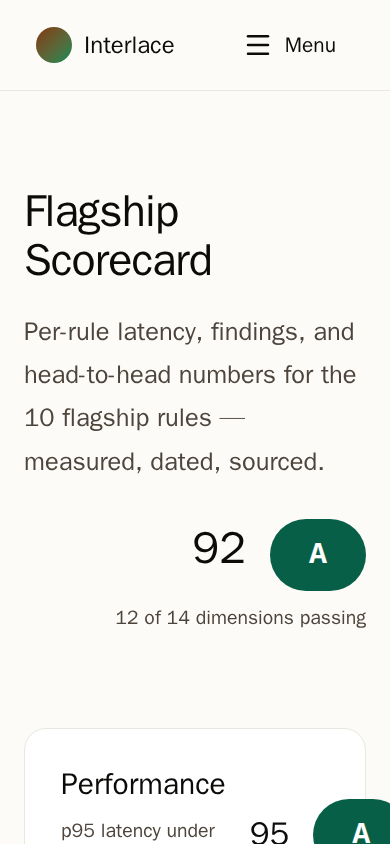 Interlace
Menu
Flagship
Scorecard
Per-rule latency, findings, and
head-to-head numbers for the
10 flagship rules —
measured, dated, sourced.
92 A
12 of 14 dimensions passing
Performance
p95 latency under 95 A